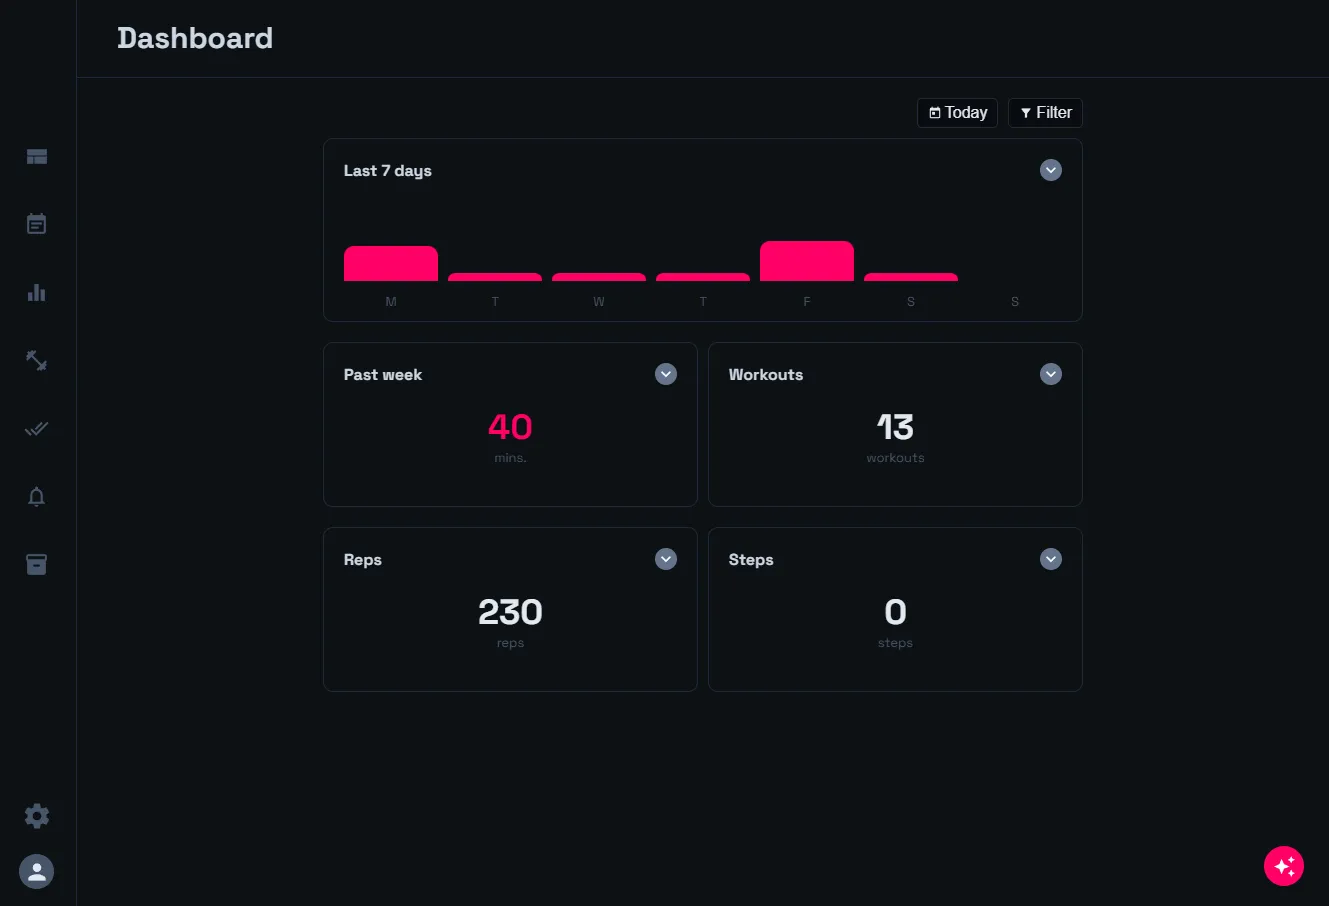 Dashboard
Today
Filter
Last 7 days
M T W T F S S
Past week
40
mins.
Workouts
13
workouts
Reps
230
reps
Steps
0
steps